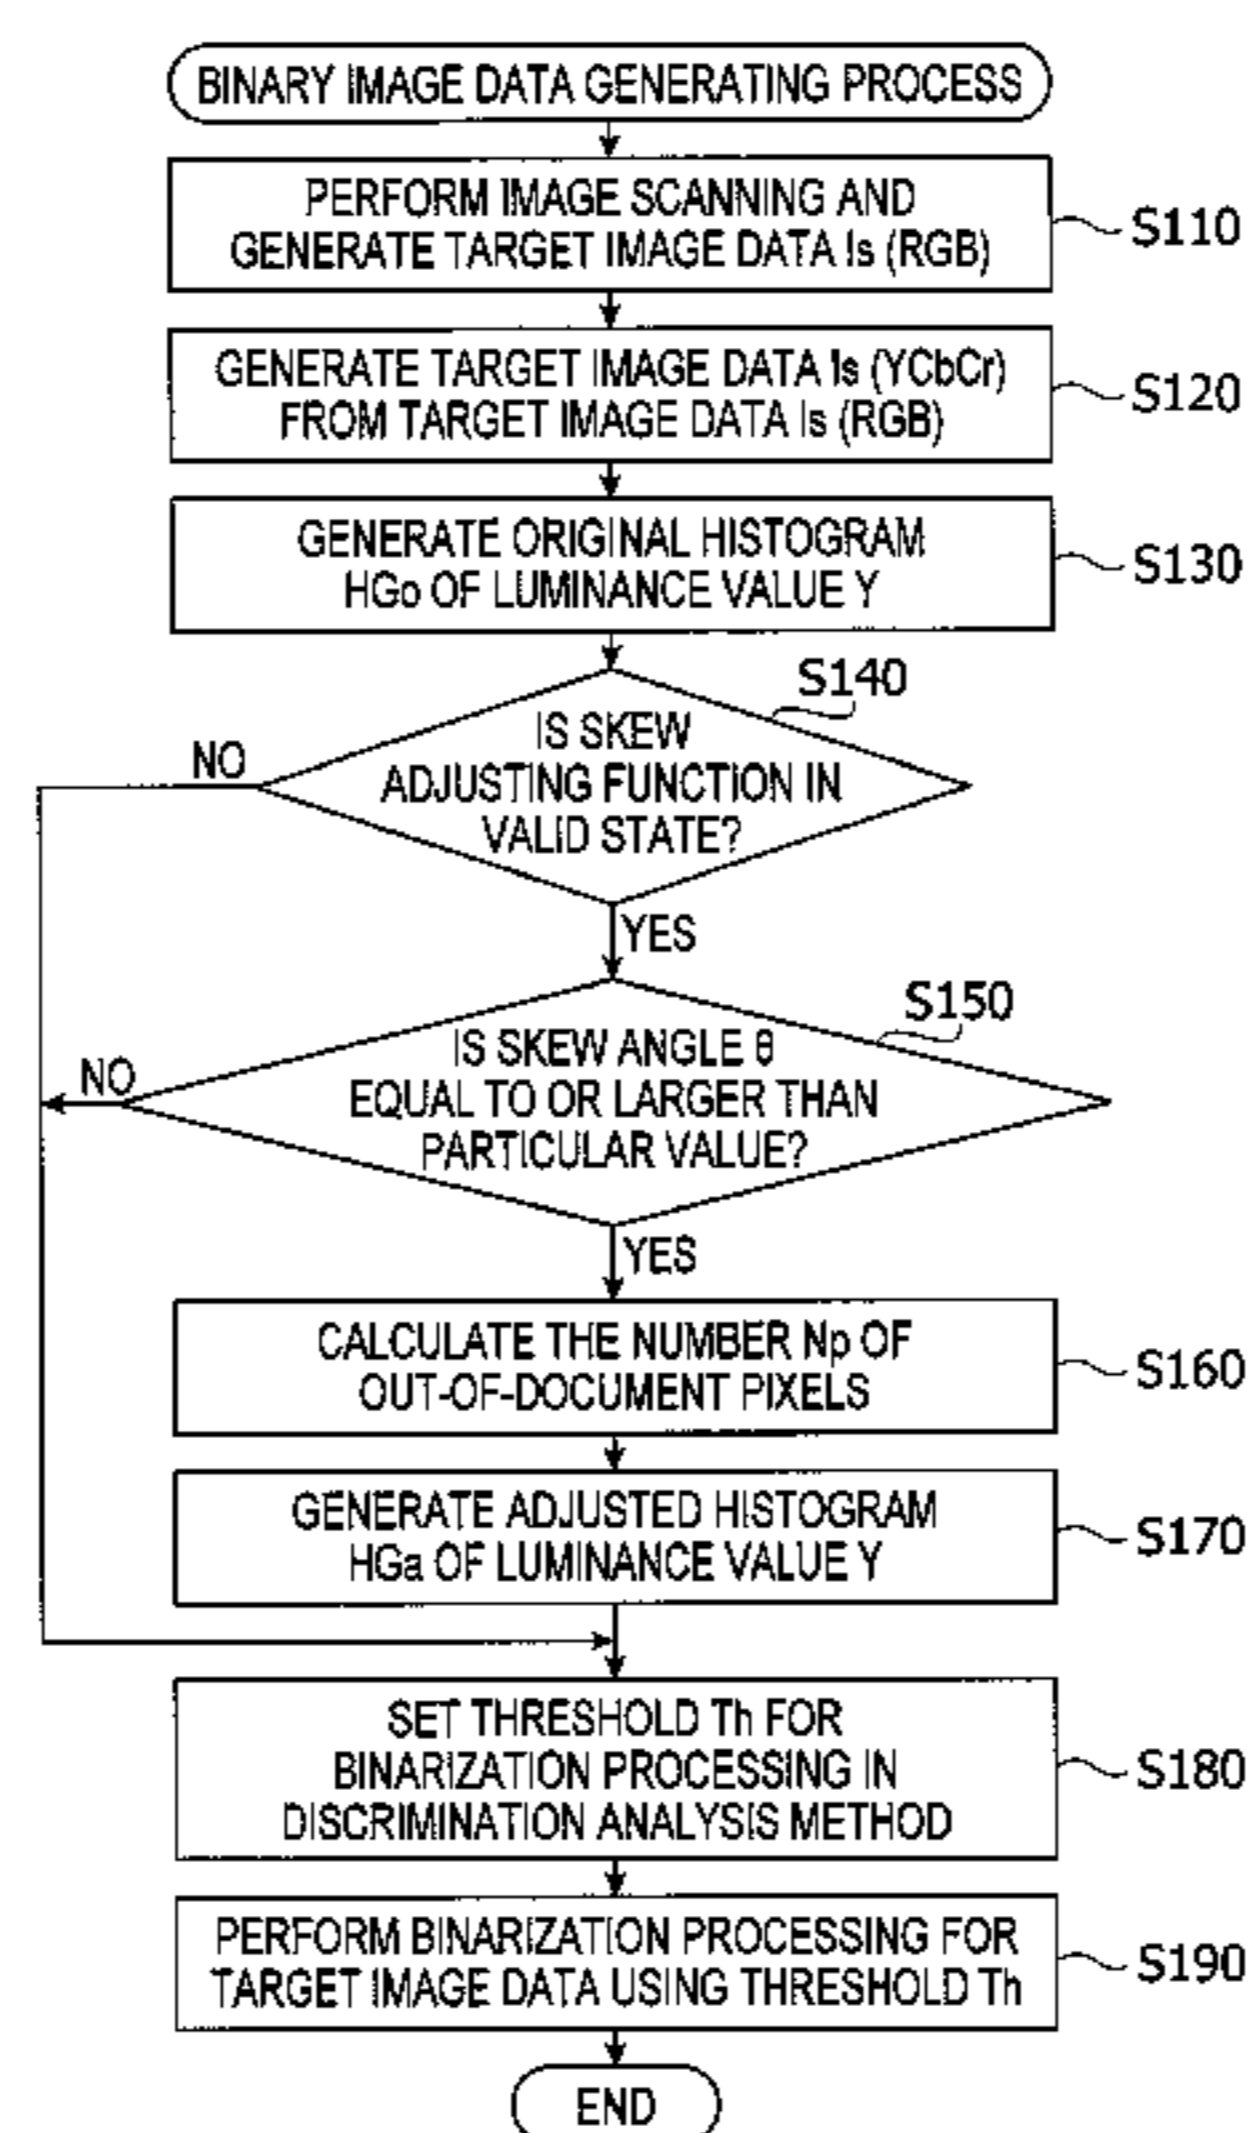 BINARY IMAGE DATA GENERATING PROCESS
PERFORM IMAGE SCANNING AND
GENERATE TARGET IMAGE DATA Is (RGB)
S110
GENERATE TARGET IMAGE DATA Is (YCbCr)
FROM TARGET IMAGE DATA Is (RGB)
S120
GENERATE ORIGINAL HISTOGRAM
HGo OF LUMINANCE VALUE Y
S130
S140
IS SKEW
ADJUSTING FUNCTION IN
VALID STATE?
NO
YES
S150
IS SKEW ANGLE θ
EQUAL TO OR LARGER THAN
PARTICULAR VALUE?
NO
YES
CALCULATE THE NUMBER Np OF
OUT-OF-DOCUMENT PIXELS
S160
GENERATE ADJUSTED HISTOGRAM
HGa OF LUMINANCE VALUE Y
S170
SET THRESHOLD Th FOR
BINARIZATION PROCESSING IN
DISCRIMINATION ANALYSIS METHOD
S180
PERFORM BINARIZATION PROCESSING FOR
TARGET IMAGE DATA USING THRESHOLD Th
S190
END